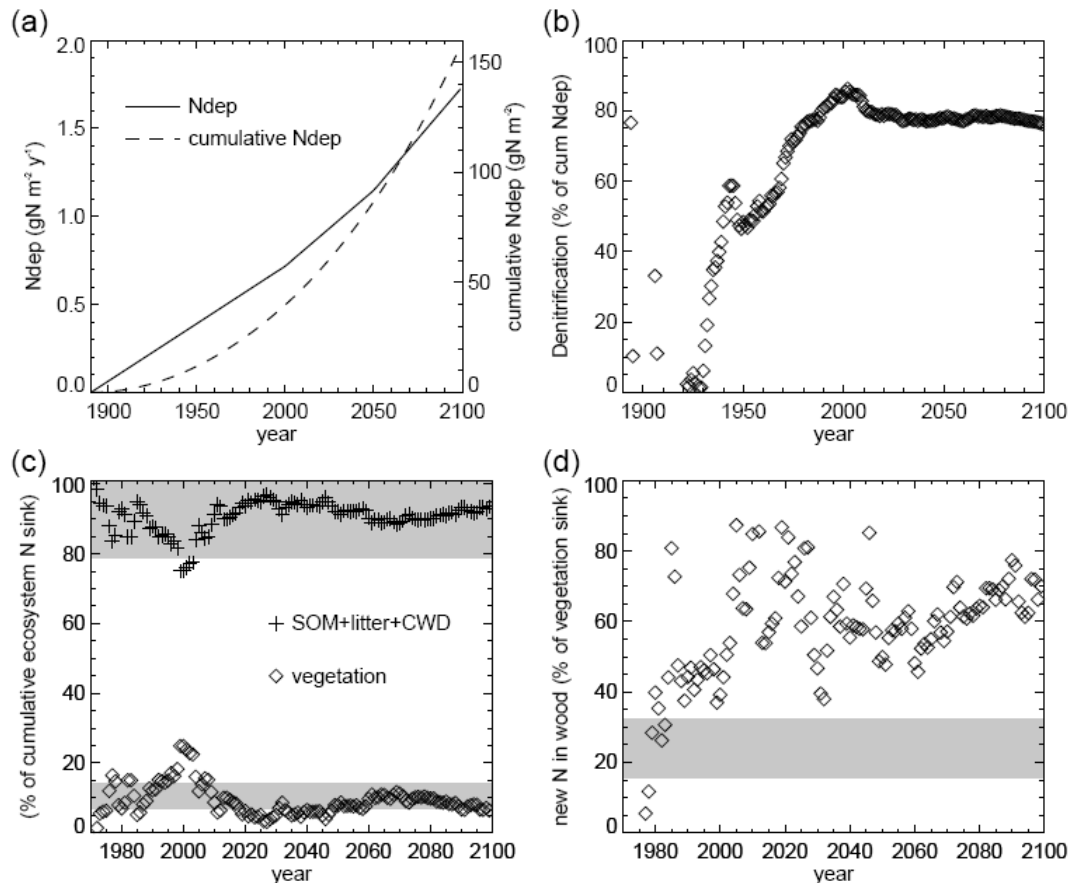 (a)
2.0
1.5
1.0
0.5
0.0
Ndep (gN m⁻² y⁻¹)
Ndep
cumulative Ndep
150
100
50
0
cumulative Ndep (gN m⁻²)
1900 1950 2000 2050 2100
year
(b)
100
80
60
40
20
0
Denitrification (% of cum Ndep)
1900 1950 2000 2050 2100
year
(c)
100
80
60
40
20
0
(% of cumulative ecosystem N sink)
SOM+litter+CWD
vegetation
1980 2000 2020 2040 2060 2080 2100
year
(d)
100
80
60
40
20
0
new N in wood (% of vegetation sink)
1980 2000 2020 2040 2060 2080 2100
year